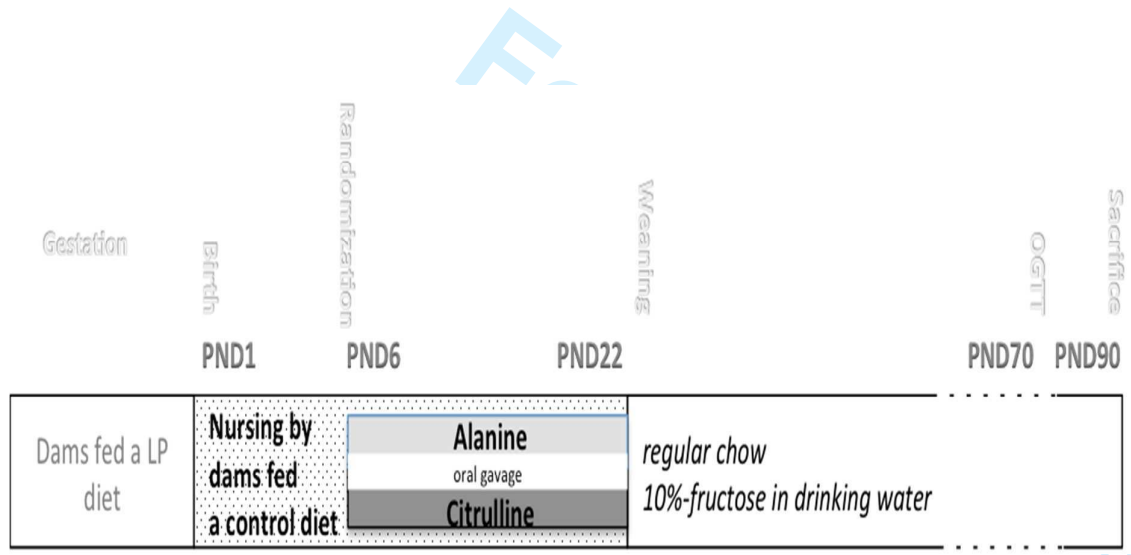 F
Gestation
Birth
Randomization
Weaning
OGTT
Sacriffice
PND1
PND6
PND22
PND70
PND90
Dams fed a LP
diet
Nursing by
dams fed
a control diet
Alanine
oral gavage
Citrulline
regular chow
10%-fructose in drinking water